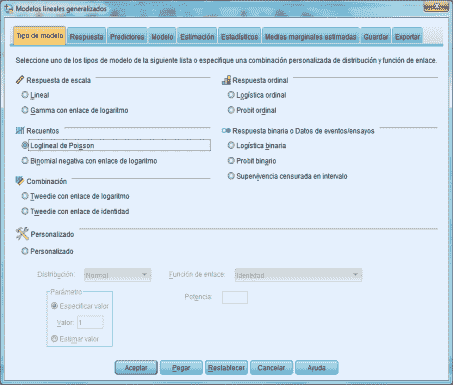 Modelos lineales generalizados
Tipo de modelo Respuesta Predictores Modelo Estimación Estadísticos Medias marginales estimadas Guardar Exportar
Seleccione uno de los tipos de modelo de la siguiente lista o especifique una combinación personalizada de distribución y función de enlace.
Respuesta de escala
Lineal
Gamma con enlace de logaritmo
Respuesta ordinal
Logística ordinal
Probit ordinal
Recuentos
Loglineal de Poisson
Binomial negativa con enlace de logaritmo
Respuesta binaria o Datos de eventos/ensayos
Logística binaria
Probit binario
Supervivencia censurada en intervalo
Combinación
Tweedie con enlace de logaritmo
Tweedie con enlace de identidad
Personalizado
Personalizado
Distribución: Normal Función de enlace: Identidad
Parámetro
Especificar valor
Valor: 1
Estimar valor
Potencia:
Aceptar Pegar Restablecer Cancelar Ayuda